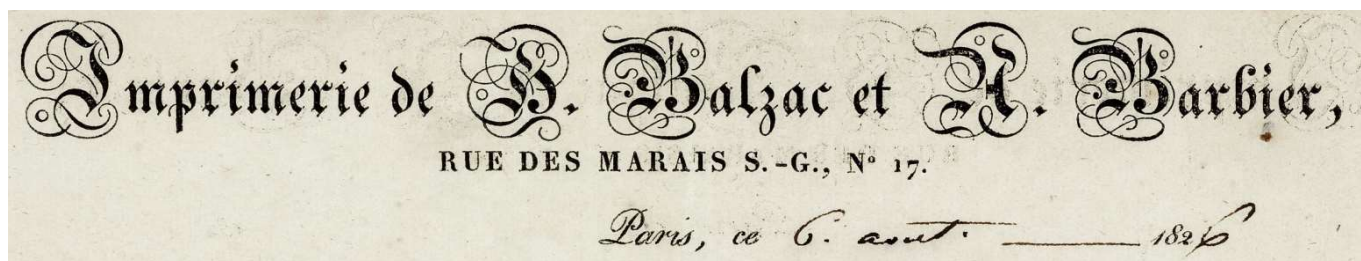 Imprimerie de H. Balzac et A. Barbier,
RUE DES MARAIS S.-G., Nº 17.
Paris, ce 6. aout. 1826